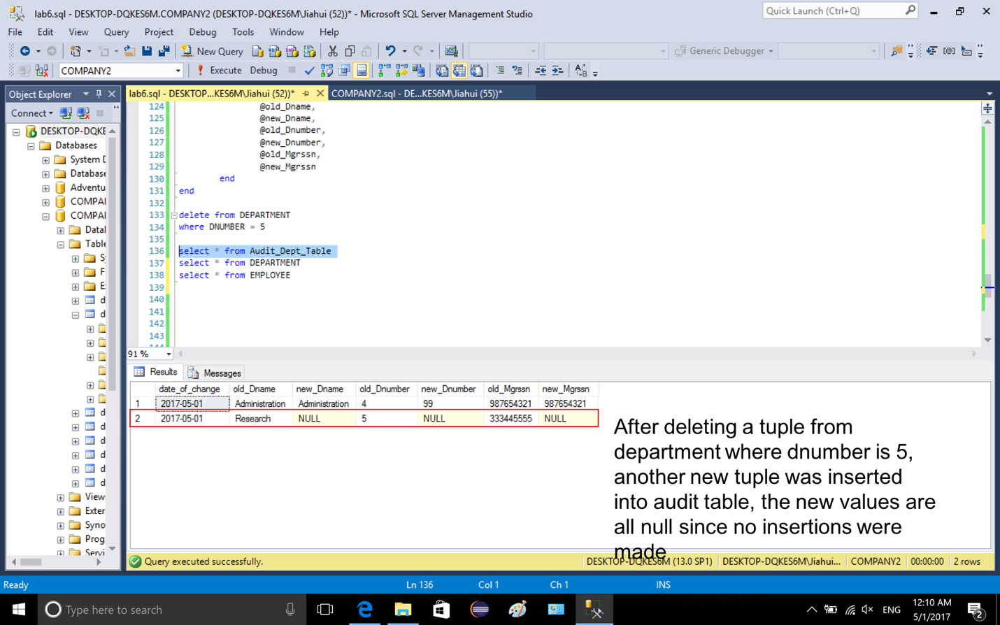 lab6.sql - DESKTOP-DQKES6M.COMPANY2 (DESKTOP-DQKES6M\Jiahui (52))* - Microsoft SQL Server Management Studio
Quick Launch (Ctrl+Q)
File Edit View Query Project Debug Tools Window Help
New Query
Generic Debugger
COMPANY2 Execute Debug
Object Explorer
lab6.sql - DESKTOP...KES6M\Jiahui (52))* COMPANY2.sql - DE...KES6M\Jiahui (55))*
Connect
DESKTOP-DQKE
Databases
System D
Database
Adventu
COMPAN
COMPAN
Datal
Table
S
F
E
d
d
d
d
d
d
d
d
View
Exter
Syno
Prog
Servi
124 @old_Dname,
125 @new_Dname,
126 @old_Dnumber,
127 @new_Dnumber,
128 @old_Mgrssn,
129 @new_Mgrssn
130 end
131 end
132
133 delete from DEPARTMENT
134 where DNUMBER = 5
135
136 select * from Audit_Dept_Table
137 select * from DEPARTMENT
138 select * from EMPLOYEE
139
140
141
142
143
91 %
Results Messages
date_of_change old_Dname new_Dname old_Dnumber new_Dnumber old_Mgrssn new_Mgrssn
1 2017-05-01 Administration Administration 4 99 987654321 987654321
2 2017-05-01 Research NULL 5 NULL 333445555 NULL
After deleting a tuple from
department where dnumber is 5,
another new tuple was inserted
into audit table, the new values are
all null since no insertions were
made
Query executed successfully.
DESKTOP-DQKES6M (13.0 SP1) DESKTOP-DQKES6M\Jiahui... COMPANY2 00:00:00 2 rows
Ready Ln 136 Col 1 Ch 1 INS
Type here to search
ENG
12:10 AM
5/1/2017
2